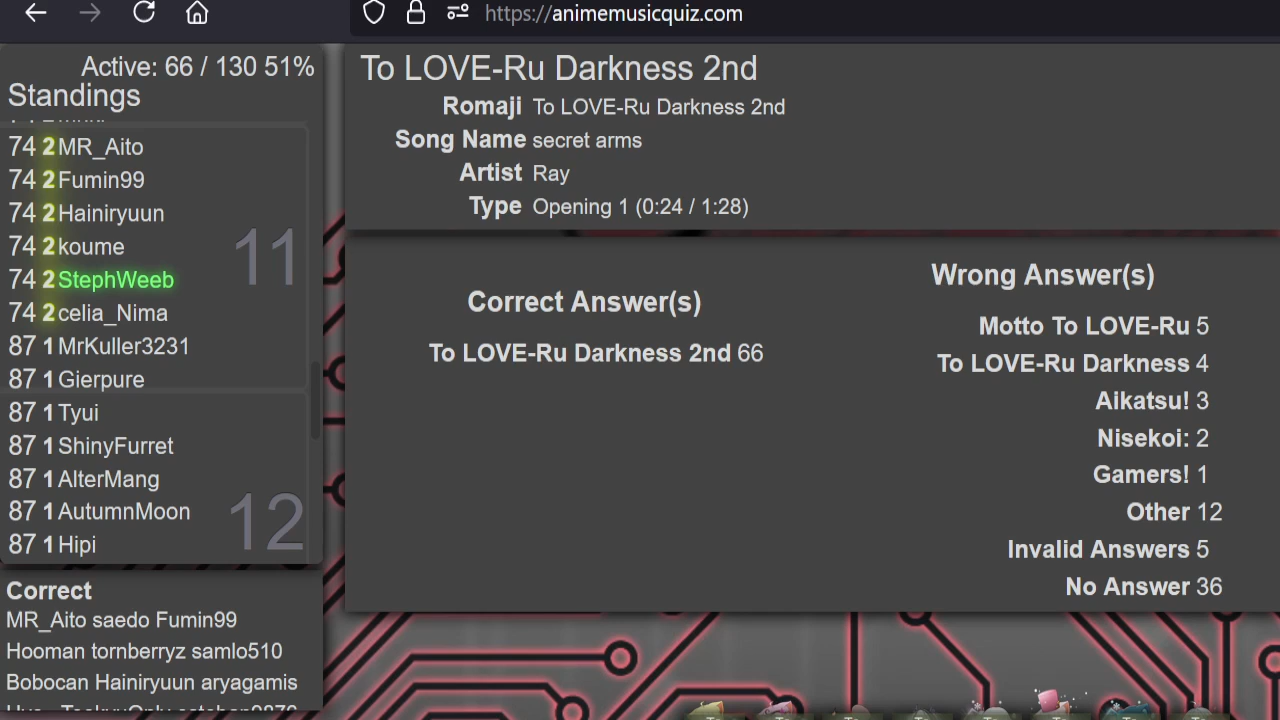 https://animemusicquiz.com
Active: 66 / 130 51%
Standings
74 2 MR_Aito
74 2 Fumin99
74 2 Hainiryuun
74 2 koume
74 2 StephWeeb
74 2 celia_Nima
87 1 MrKuller3231
87 1 Gierpure
11
87 1 Tyui
87 1 ShinyFurret
87 1 AlterMang
87 1 AutumnMoon
87 1 Hipi
12
Correct
MR_Aito saedo Fumin99
Hooman tornberryz samlo510
Bobocan Hainiryuun aryagamis
To LOVE-Ru Darkness 2nd
Romaji To LOVE-Ru Darkness 2nd
Song Name secret arms
Artist Ray
Type Opening 1 (0:24 / 1:28)
Correct Answer(s)
To LOVE-Ru Darkness 2nd 66
Wrong Answer(s)
Motto To LOVE-Ru 5
To LOVE-Ru Darkness 4
Aikatsu! 3
Nisekoi: 2
Gamers! 1
Other 12
Invalid Answers 5
No Answer 36